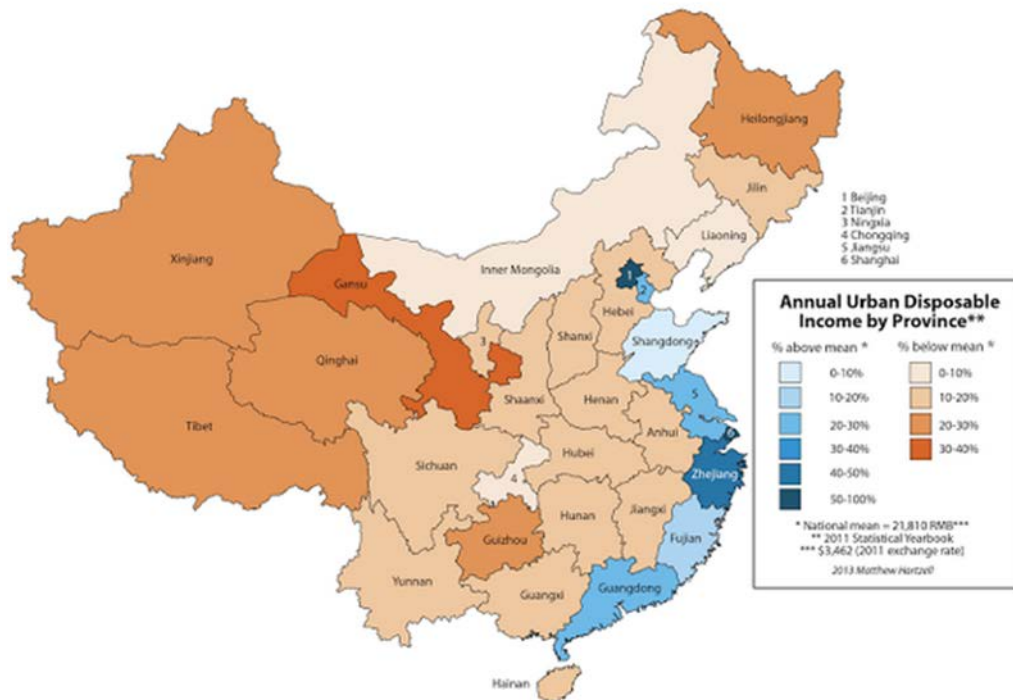 Heilongjiang
Jilin
1 Beijing
2 Tianjin
3 Ningxia
4 Chongqing
5 Jiangsu
6 Shanghai
Liaoning
Xinjiang
Gansu
Inner Mongolia
1
2
Hebei
Shanxi
Shangdong
3
Qinghai
Shaanxi
Henan
5
Tibet
Anhui
6
Sichuan
Hubei
Zhejiang
4
Hunan
Jiangxi
Guizhou
Fujian
Yunnan
Guangxi
Guangdong
Hainan
Annual Urban Disposable
Income by Province**
% above mean * % below mean *
0-10% 0-10%
10-20% 10-20%
20-30% 20-30%
30-40% 30-40%
40-50%
50-100%
* National mean = 21,810 RMB***
** 2011 Statistical Yearbook
*** $3,462 (2011 exchange rate)
2013 Matthew Hartzell